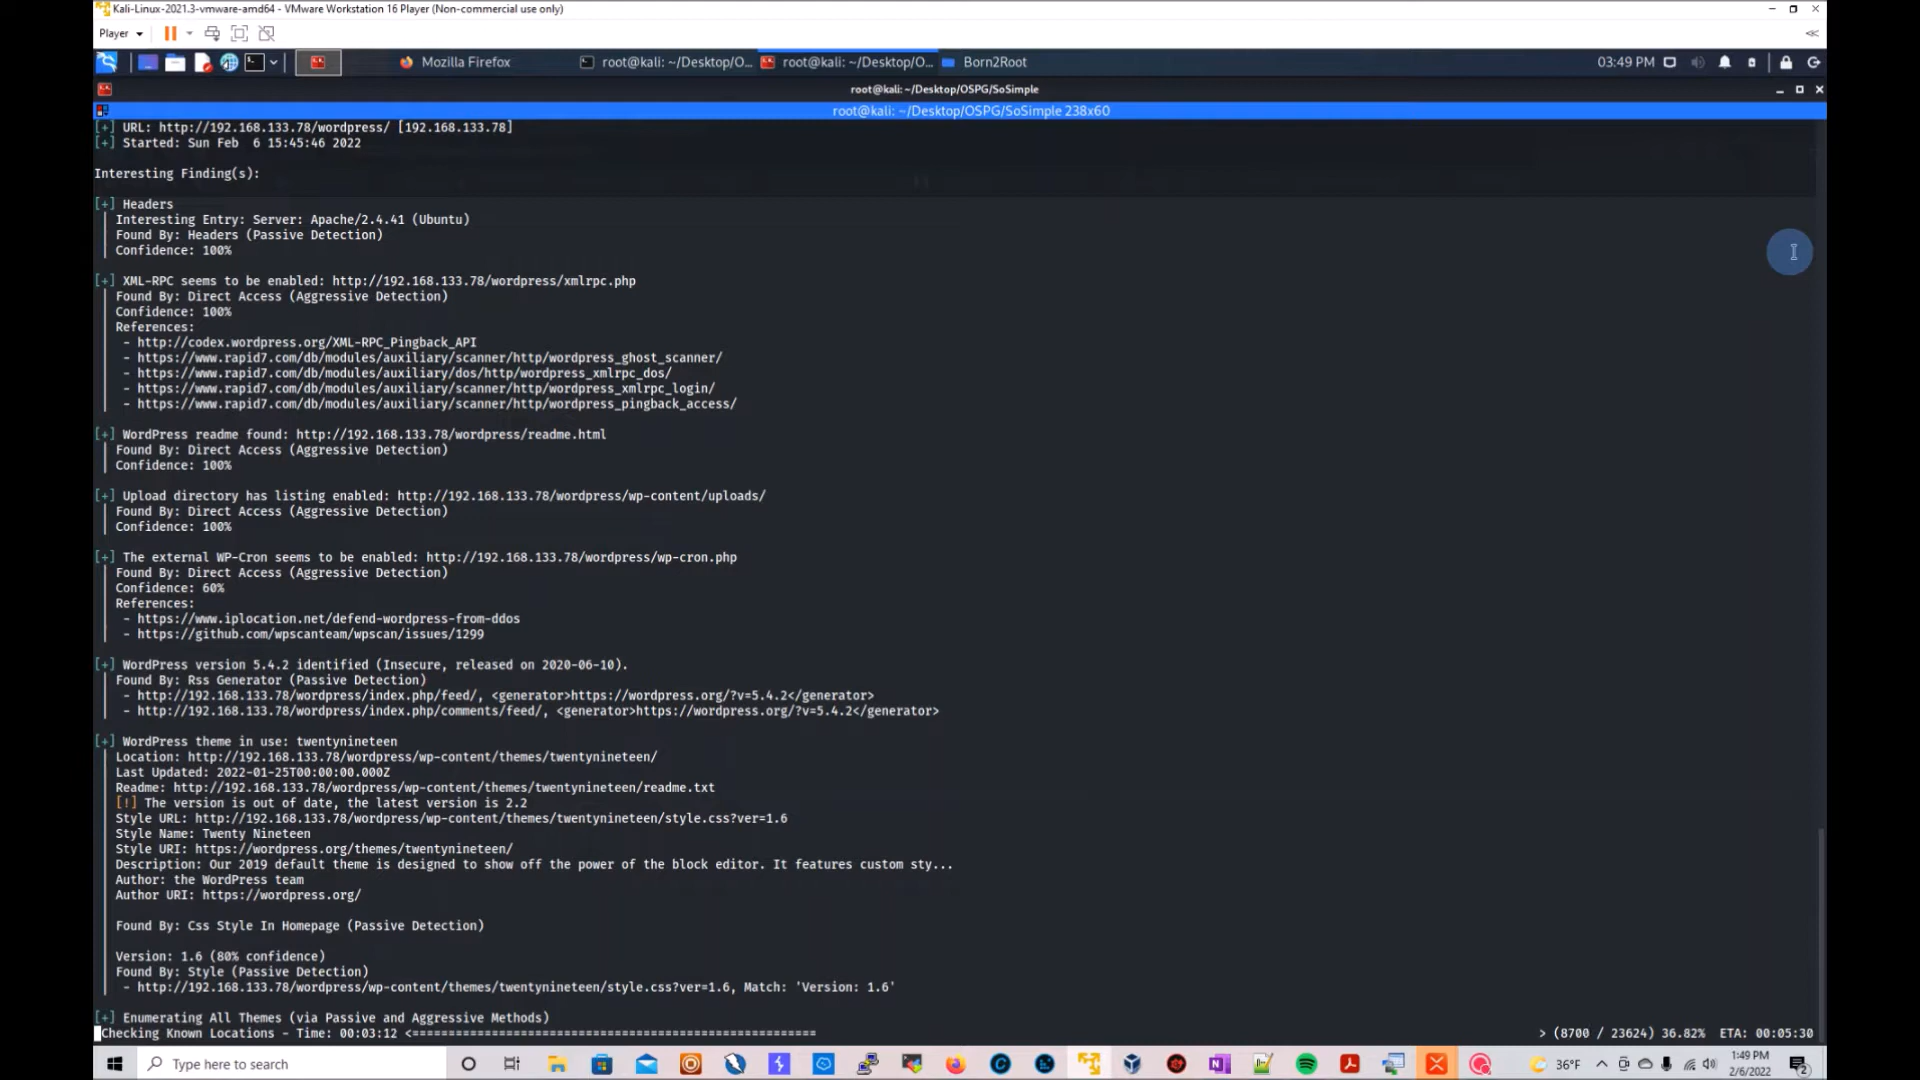 Kali-Linux-2021.3-vmware-amd64 - VMware Workstation 16 Player (Non-commercial use only)
Player
Mozilla Firefox
root@kali: ~/Desktop/O...
root@kali: ~/Desktop/O...
Born2Root
03:49 PM
root@kali: ~/Desktop/OSPG/SoSimple
root@kali: ~/Desktop/OSPG/SoSimple 238x60
[+] URL: http://192.168.133.78/wordpress/ [192.168.133.78]
[+] Started: Sun Feb  6 15:45:46 2022
Interesting Finding(s):
[+] Headers
| Interesting Entry: Server: Apache/2.4.41 (Ubuntu)
| Found By: Headers (Passive Detection)
| Confidence: 100%
[+] XML-RPC seems to be enabled: http://192.168.133.78/wordpress/xmlrpc.php
| Found By: Direct Access (Aggressive Detection)
| Confidence: 100%
| References:
|  - http://codex.wordpress.org/XML-RPC_Pingback_API
|  - https://www.rapid7.com/db/modules/auxiliary/scanner/http/wordpress_ghost_scanner/
|  - https://www.rapid7.com/db/modules/auxiliary/dos/http/wordpress_xmlrpc_dos/
|  - https://www.rapid7.com/db/modules/auxiliary/scanner/http/wordpress_xmlrpc_login/
|  - https://www.rapid7.com/db/modules/auxiliary/scanner/http/wordpress_pingback_access/
[+] WordPress readme found: http://192.168.133.78/wordpress/readme.html
| Found By: Direct Access (Aggressive Detection)
| Confidence: 100%
[+] Upload directory has listing enabled: http://192.168.133.78/wordpress/wp-content/uploads/
| Found By: Direct Access (Aggressive Detection)
| Confidence: 100%
[+] The external WP-Cron seems to be enabled: http://192.168.133.78/wordpress/wp-cron.php
| Found By: Direct Access (Aggressive Detection)
| Confidence: 60%
| References:
|  - https://www.iplocation.net/defend-wordpress-from-ddos
|  - https://github.com/wpscanteam/wpscan/issues/1299
[+] WordPress version 5.4.2 identified (Insecure, released on 2020-06-10).
| Found By: Rss Generator (Passive Detection)
|  - http://192.168.133.78/wordpress/index.php/feed/, <generator>https://wordpress.org/?v=5.4.2</generator>
|  - http://192.168.133.78/wordpress/index.php/comments/feed/, <generator>https://wordpress.org/?v=5.4.2</generator>
[+] WordPress theme in use: twentynineteen
| Location: http://192.168.133.78/wordpress/wp-content/themes/twentynineteen/
| Last Updated: 2022-01-25T00:00:00.000Z
| Readme: http://192.168.133.78/wordpress/wp-content/themes/twentynineteen/readme.txt
| [!] The version is out of date, the latest version is 2.2
| Style URL: http://192.168.133.78/wordpress/wp-content/themes/twentynineteen/style.css?ver=1.6
| Style Name: Twenty Nineteen
| Style URI: https://wordpress.org/themes/twentynineteen/
| Description: Our 2019 default theme is designed to show off the power of the block editor. It features custom sty...
| Author: the WordPress team
| Author URI: https://wordpress.org/
|
| Found By: Css Style In Homepage (Passive Detection)
|
| Version: 1.6 (80% confidence)
| Found By: Style (Passive Detection)
|  - http://192.168.133.78/wordpress/wp-content/themes/twentynineteen/style.css?ver=1.6, Match: 'Version: 1.6'
[+] Enumerating All Themes (via Passive and Aggressive Methods)
Checking Known Locations - Time: 00:03:12 <======================================================== > (8700 / 23624) 36.82%  ETA: 00:05:30
Type here to search
36°F
1:49 PM
2/6/2022
2